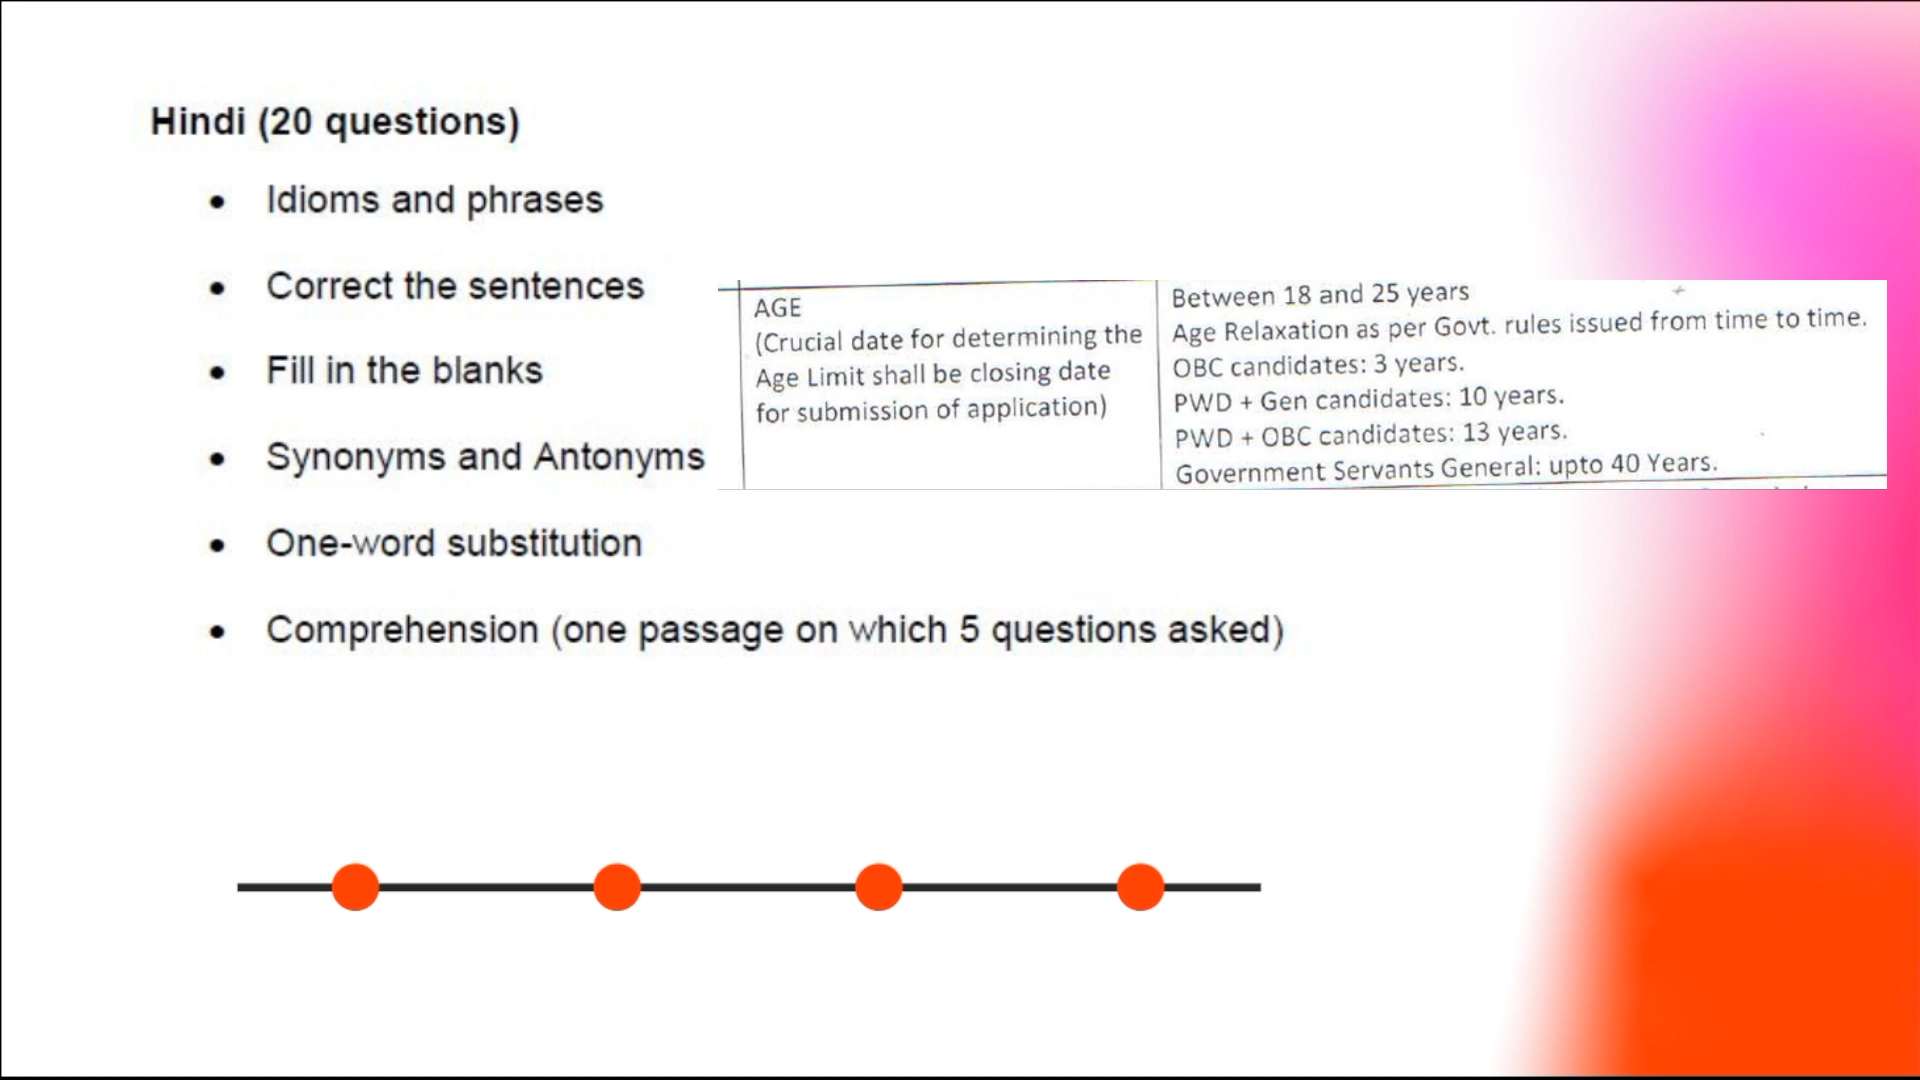 Hindi (20 questions)
• Idioms and phrases
• Correct the sentences
• Fill in the blanks
• Synonyms and Antonyms
• One-word substitution
• Comprehension (one passage on which 5 questions asked)
AGE
(Crucial date for determining the
Age Limit shall be closing date
for submission of application)
Between 18 and 25 years
Age Relaxation as per Govt. rules issued from time to time.
OBC candidates: 3 years.
PWD + Gen candidates: 10 years.
PWD + OBC candidates: 13 years.
Government Servants General: upto 40 Years.